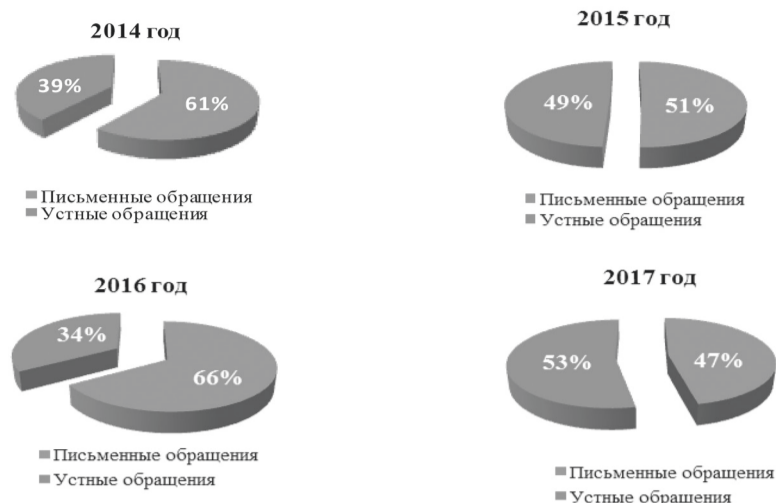 2014 год
39%
61%
Письменные обращения
Устные обращения
2015 год
49%
51%
Письменные обращения
Устные обращения
2016 год
34%
66%
Письменные обращения
Устные обращения
2017 год
53%
47%
Письменные обращения
Устные обращения